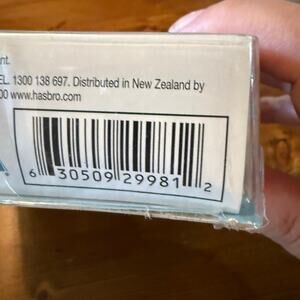 nt.
EL. 1300 138 697. Distributed in New Zealand by
00 www.hasbro.com
®
6 30509 29981 2